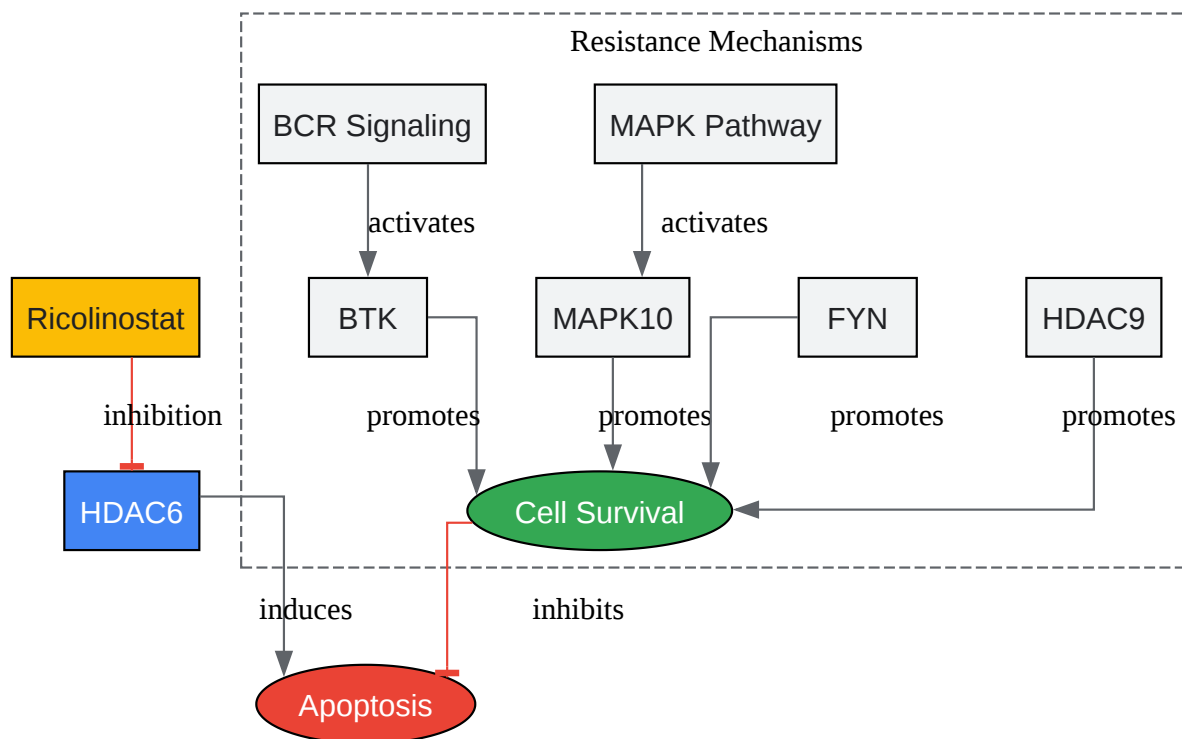 Resistance Mechanisms
BCR Signaling
MAPK Pathway
activates
activates
Ricolinostat
BTK
MAPK10
FYN
HDAC9
inhibition
promotes
promotes
promotes
promotes
HDAC6
Cell Survival
induces
inhibits
Apoptosis